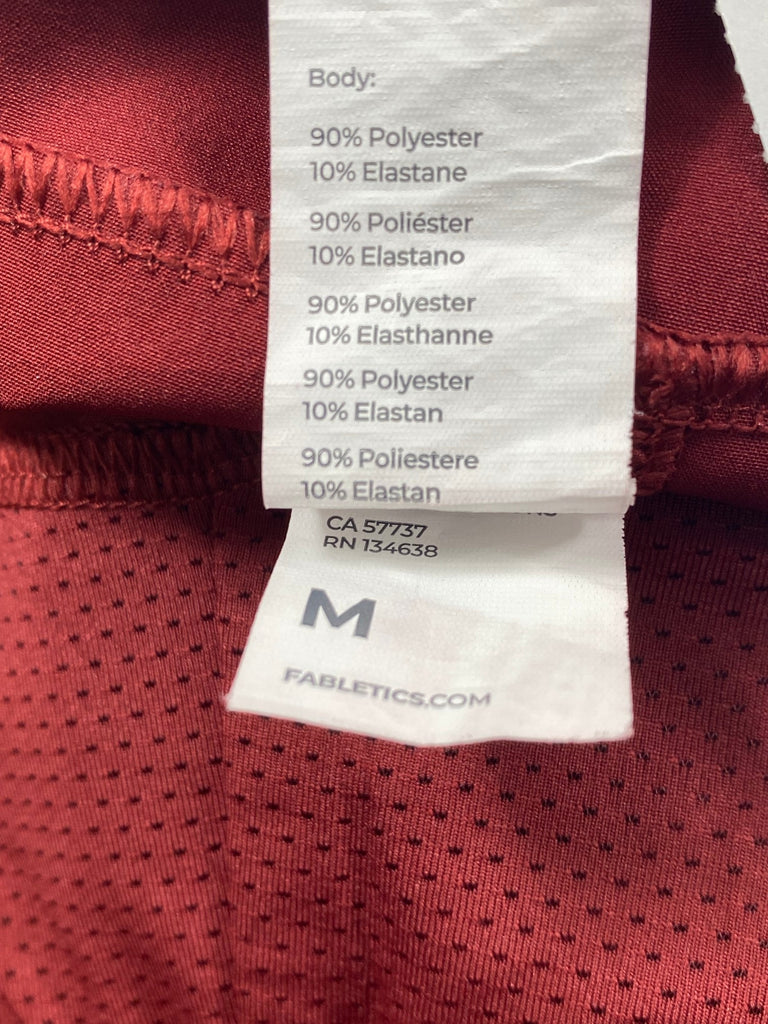 Body:
90% Polyester
10% Elastane
90% Poliéster
10% Elastano
90% Polyester
10% Elasthanne
90% Polyester
10% Elastan
90% Poliestere
10% Elastan
CA 57737
RN 134638
M
FABLETICS.COM